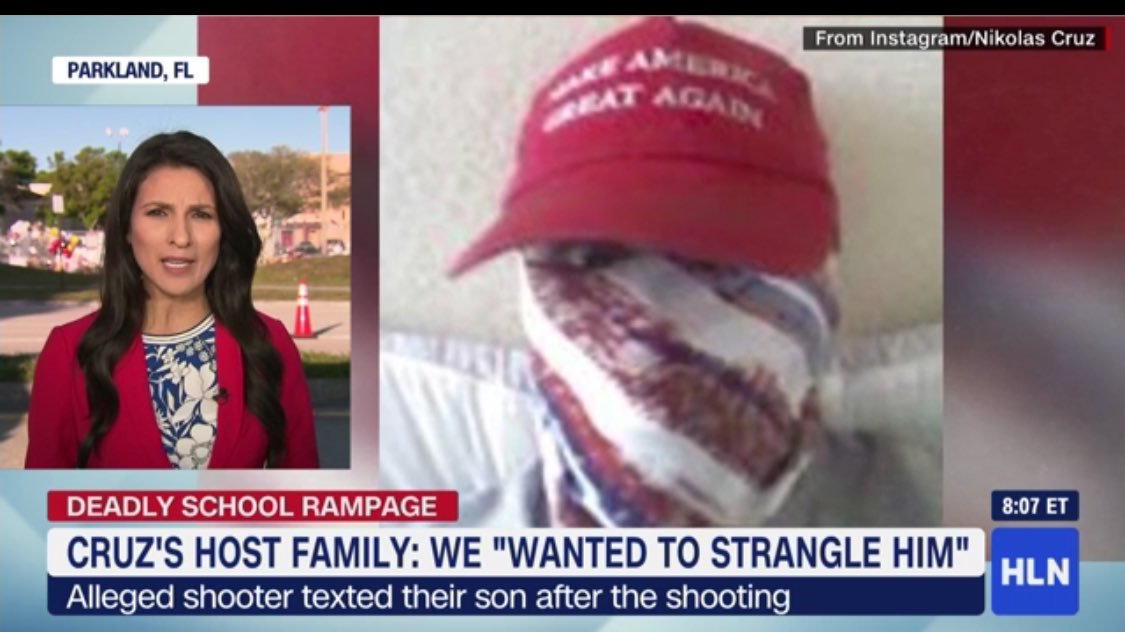 From Instagram/Nikolas Cruz
PARKLAND, FL
MAKE AMERICA
GREAT AGAIN
DEADLY SCHOOL RAMPAGE
8:07 ET
CRUZ'S HOST FAMILY: WE "WANTED TO STRANGLE HIM"
Alleged shooter texted their son after the shooting
HLN